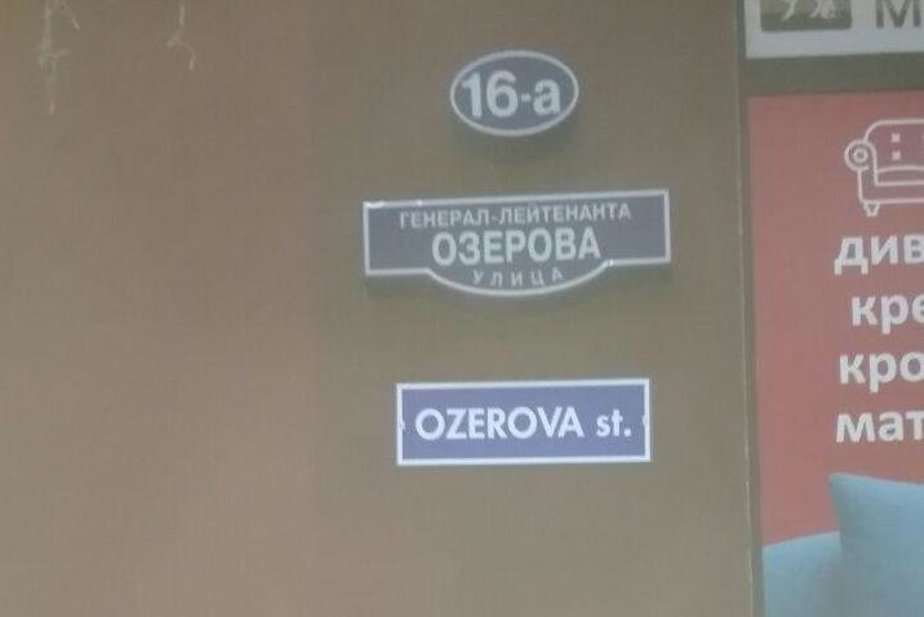 16-а
ГЕНЕРАЛ-ЛЕЙТЕНАНТА
ОЗЕРОВА
УЛИЦА
OZEROVA st.
М
див
кре
кро
мат